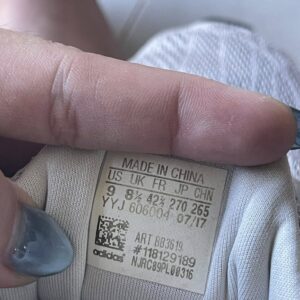 MADE IN CHINA
US UK FR JP CHN
9 8½ 42⅔ 270 265
YYJ 606004 07/17
ART BB3619
#118129189
adidas NJRC09PL00316